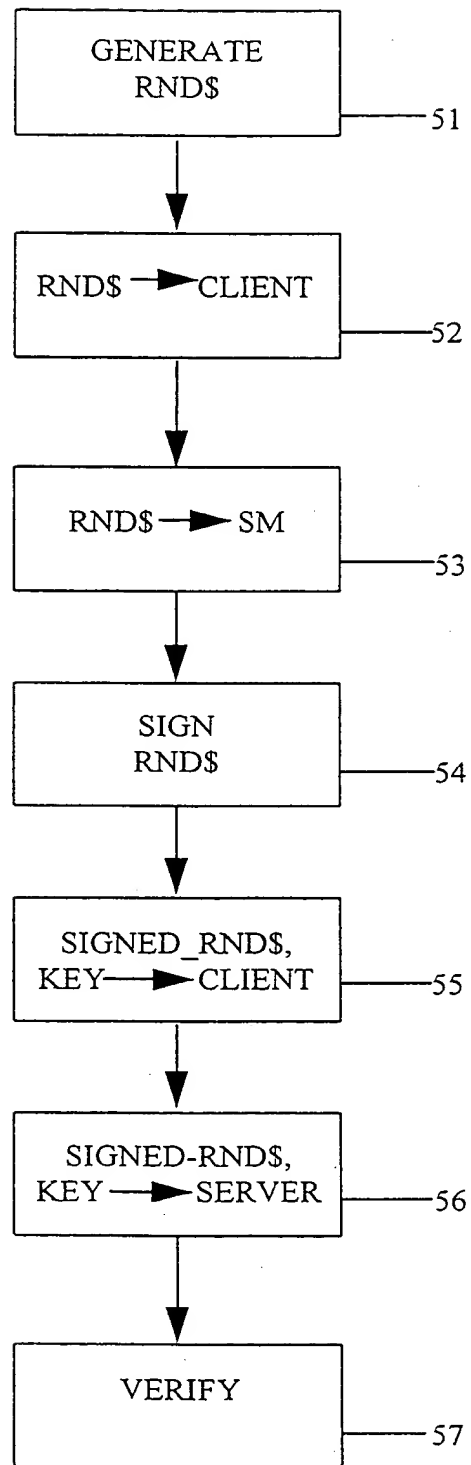 GENERATE
RND$
51
RND$ CLIENT
52
RND$ SM
53
SIGN
RND$
54
SIGNED_RND$,
KEY CLIENT
55
SIGNED-RND$,
KEY SERVER
56
VERIFY
57